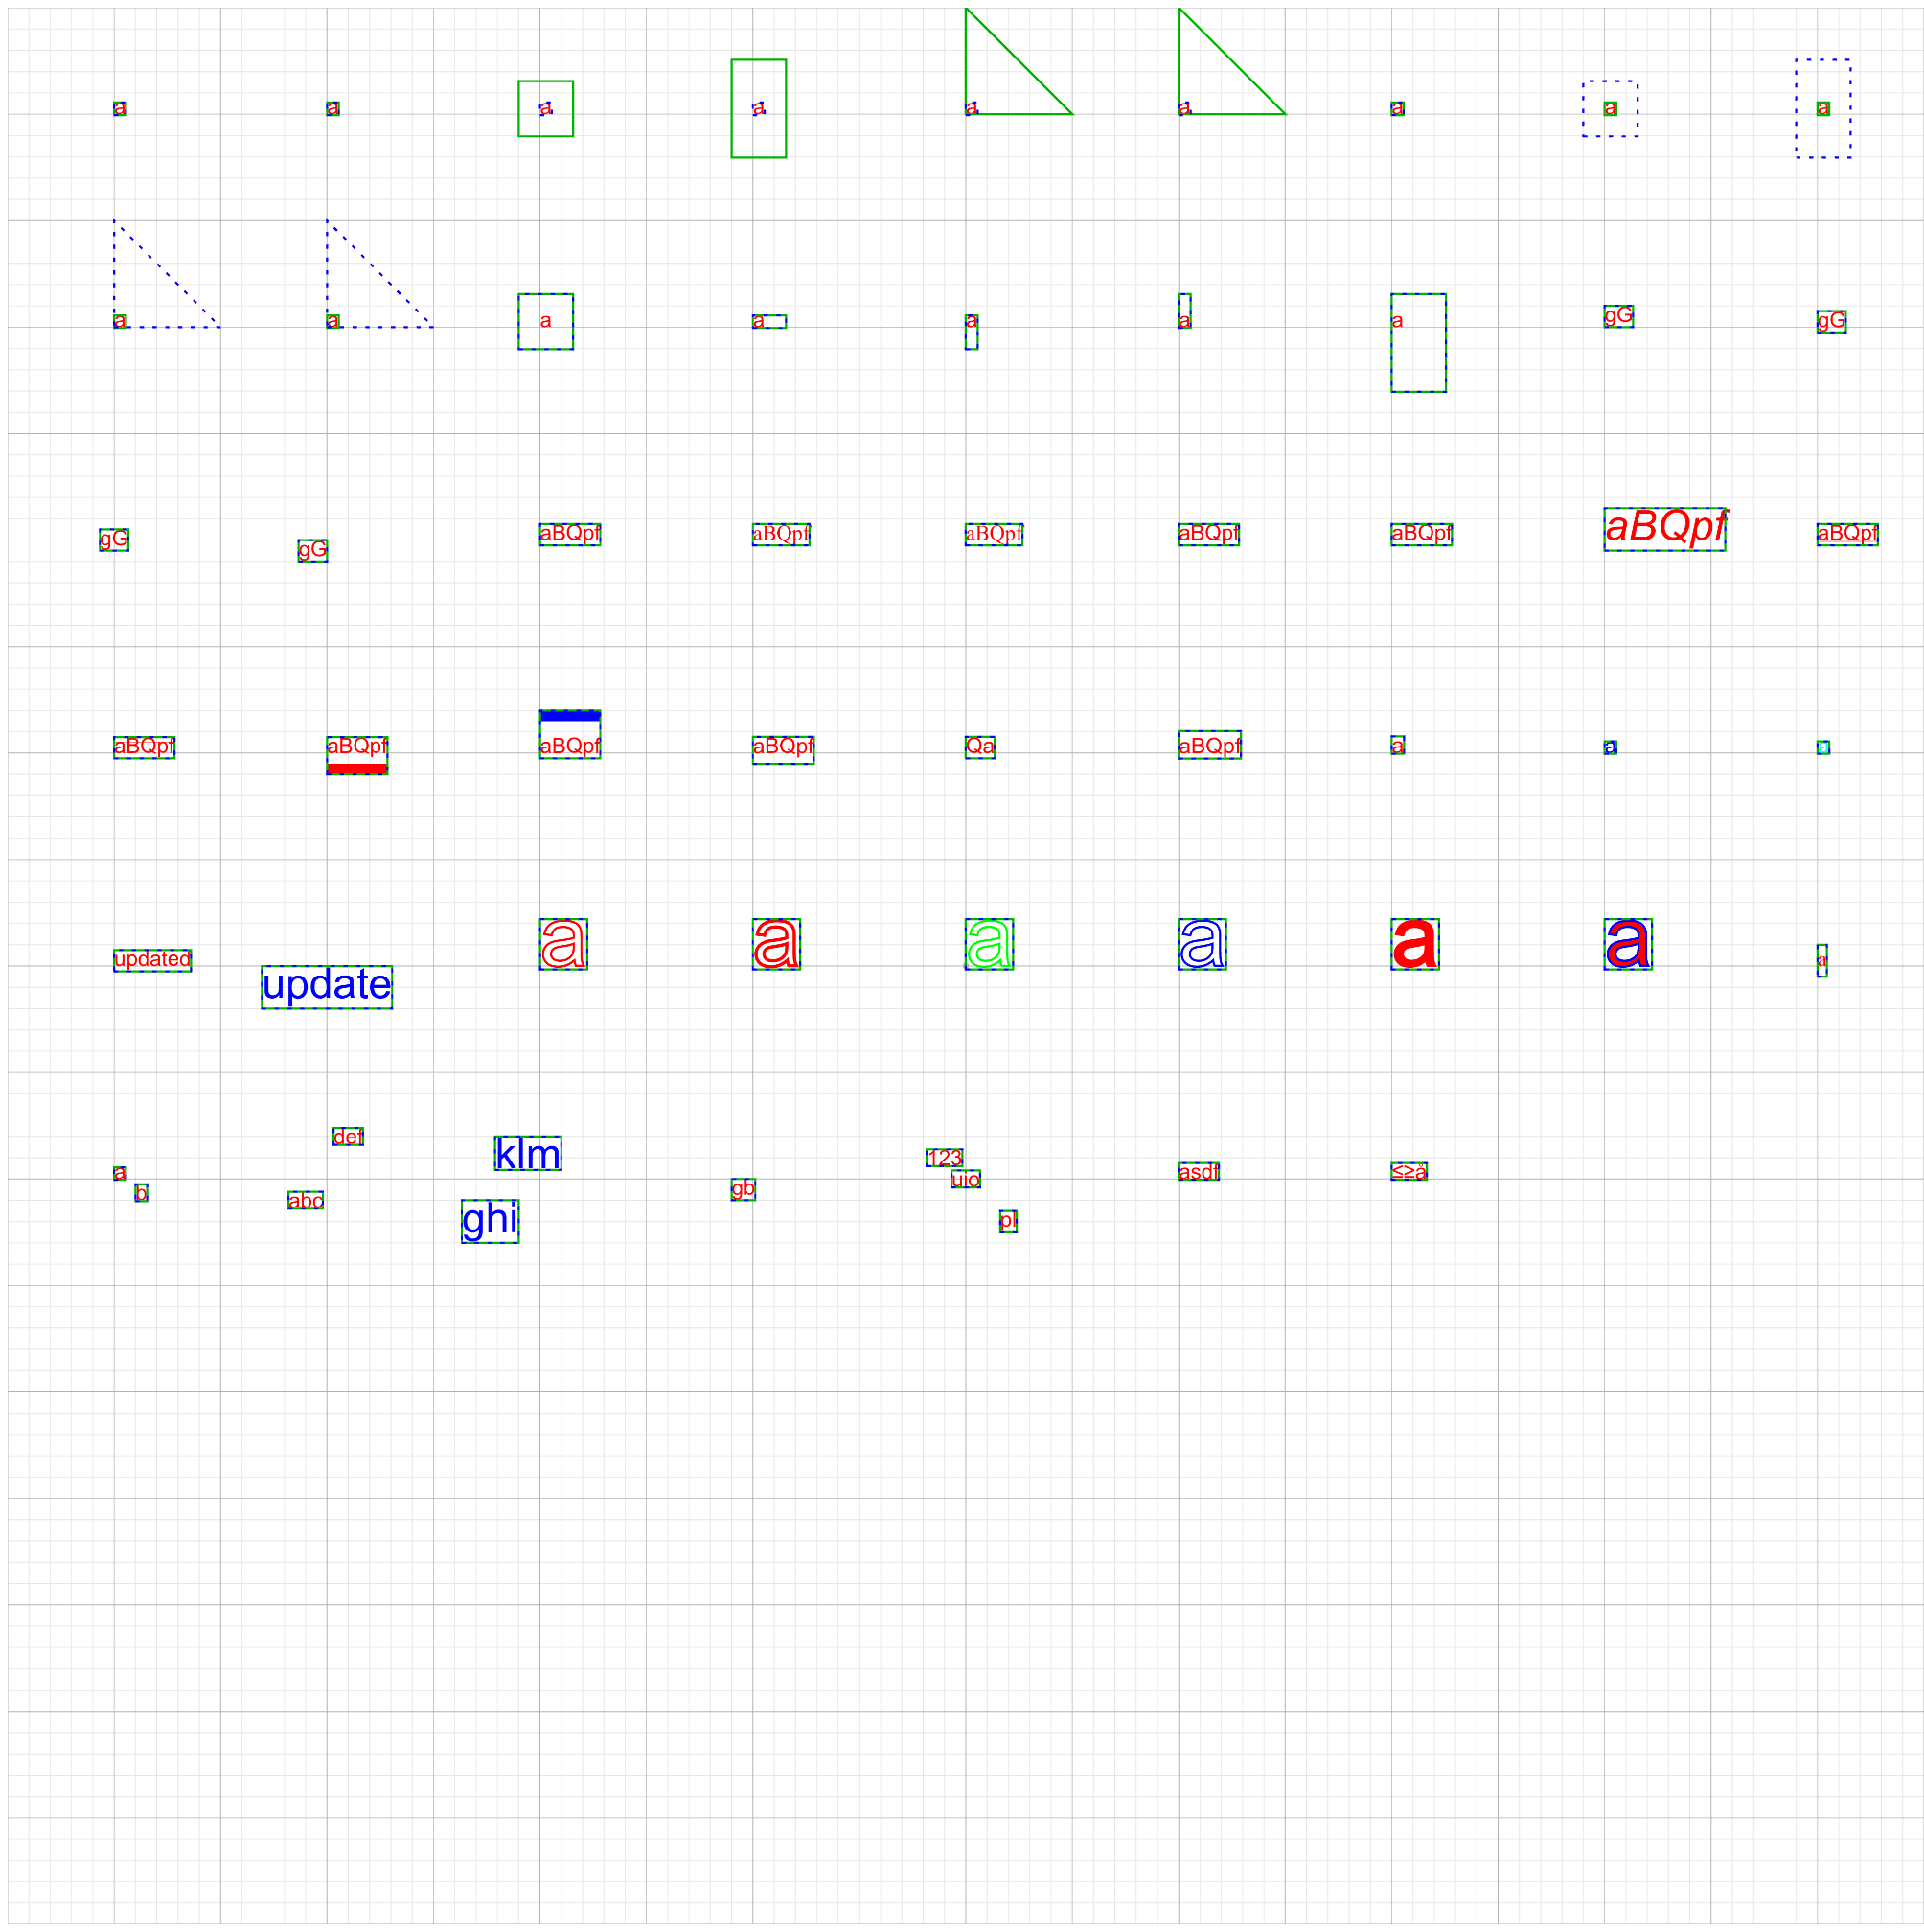 a a a a a a a a a
a a a a a a a gG gG
gG gG aBQpf aBQpf aBQpf aBQpf aBQpf aBQpf aBQpf
aBQpf aBQpf aBQpf aBQpf Qa aBQpf a a a
updated update a a a a a a a
def klm 123
a b abc ghi gb uio pl asdf ≤≥å